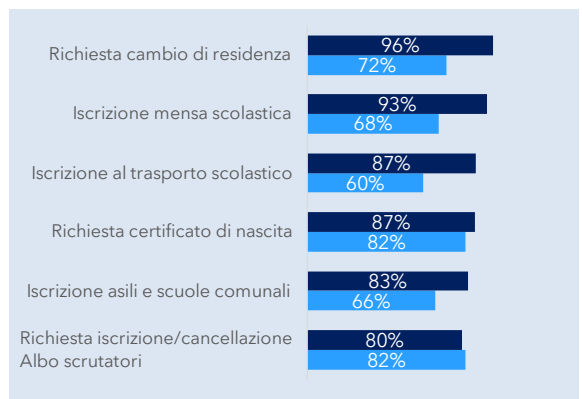 Richiesta cambio di residenza
96%
72%
Iscrizione mensa scolastica
93%
68%
Iscrizione al trasporto scolastico
87%
60%
Richiesta certificato di nascita
87%
82%
Iscrizione asili e scuole comunali
83%
66%
Richiesta iscrizione/cancellazione
Albo scrutatori
80%
82%